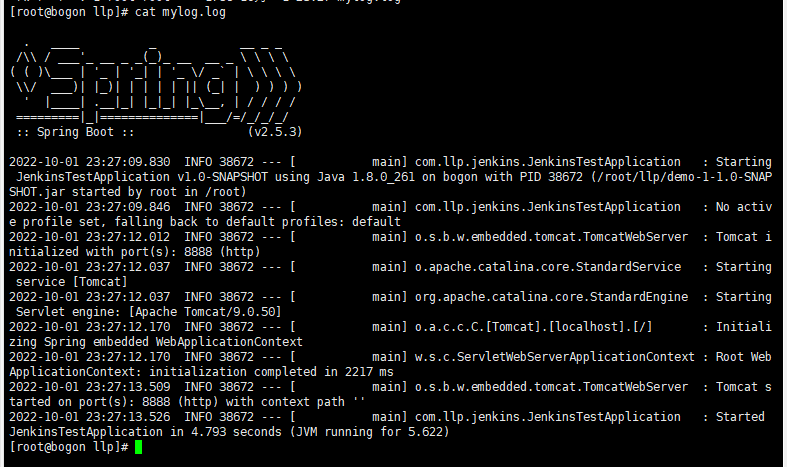 [root@bogon llp]# cat mylog.log
  .   ____          _            __ _ _
 /\\ / ___'_ __ _ _(_)_ __  __ _ \ \ \ \
( ( )\___ | '_ | '_| | '_ \/ _` | \ \ \ \
 \\/  ___)| |_)| | | | | || (_| |  ) ) ) )
  '  |____| .__|_| |_|_| |_\__, | / / / /
 =========|_|==============|___/=/_/_/_/
 :: Spring Boot ::                (v2.5.3)
2022-10-01 23:27:09.830  INFO 38672 --- [           main] com.llp.jenkins.JenkinsTestApplication   : Starting
 JenkinsTestApplication v1.0-SNAPSHOT using Java 1.8.0_261 on bogon with PID 38672 (/root/llp/demo-1-1.0-SNAP
SHOT.jar started by root in /root)
2022-10-01 23:27:09.846  INFO 38672 --- [           main] com.llp.jenkins.JenkinsTestApplication   : No activ
e profile set, falling back to default profiles: default
2022-10-01 23:27:12.012  INFO 38672 --- [           main] o.s.b.w.embedded.tomcat.TomcatWebServer  : Tomcat i
nitialized with port(s): 8888 (http)
2022-10-01 23:27:12.037  INFO 38672 --- [           main] o.apache.catalina.core.StandardService   : Starting
 service [Tomcat]
2022-10-01 23:27:12.037  INFO 38672 --- [           main] org.apache.catalina.core.StandardEngine  : Starting
 Servlet engine: [Apache Tomcat/9.0.50]
2022-10-01 23:27:12.170  INFO 38672 --- [           main] o.a.c.c.C.[Tomcat].[localhost].[/]       : Initiali
zing Spring embedded WebApplicationContext
2022-10-01 23:27:12.170  INFO 38672 --- [           main] w.s.c.ServletWebServerApplicationContext : Root Web
ApplicationContext: initialization completed in 2217 ms
2022-10-01 23:27:13.509  INFO 38672 --- [           main] o.s.b.w.embedded.tomcat.TomcatWebServer  : Tomcat s
tarted on port(s): 8888 (http) with context path ''
2022-10-01 23:27:13.526  INFO 38672 --- [           main] com.llp.jenkins.JenkinsTestApplication   : Started
JenkinsTestApplication in 4.793 seconds (JVM running for 5.622)
[root@bogon llp]#